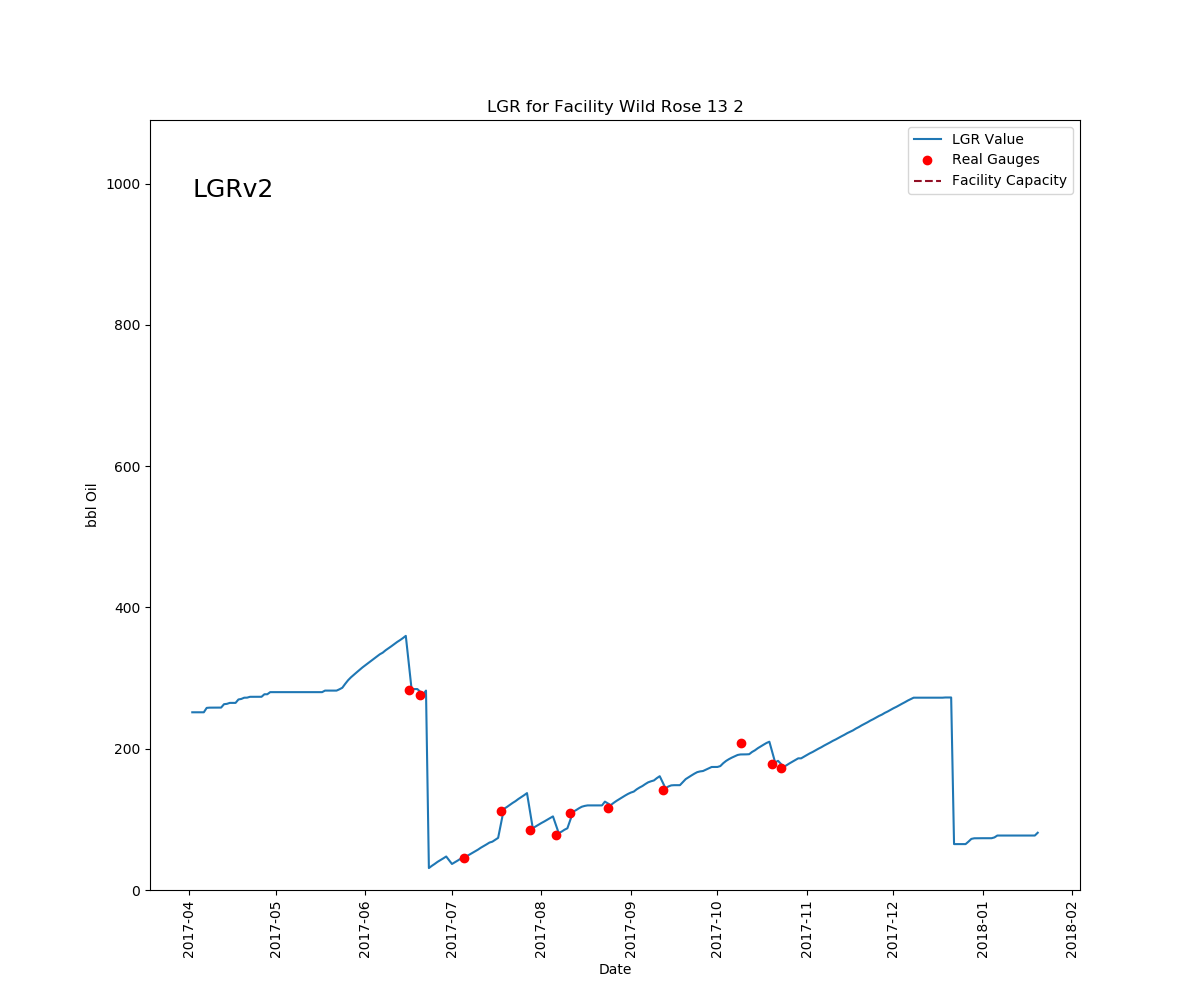 LGR for Facility Wild Rose 13 2
LGR Value
Real Gauges
Facility Capacity
LGRv2
1000
800
600
400
200
0
bbl Oil
2017-04
2017-05
2017-06
2017-07
2017-08
2017-09
2017-10
2017-11
2017-12
2018-01
2018-02
Date